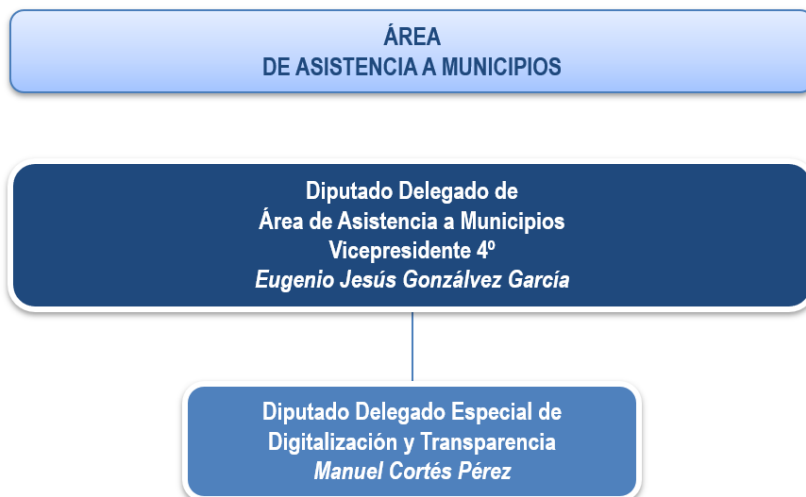 ÁREA
DE ASISTENCIA A MUNICIPIOS
Diputado Delegado de
Área de Asistencia a Municipios
Vicepresidente 4º
Eugenio Jesús Gonzálvez García
Diputado Delegado Especial de
Digitalización y Transparencia
Manuel Cortés Pérez